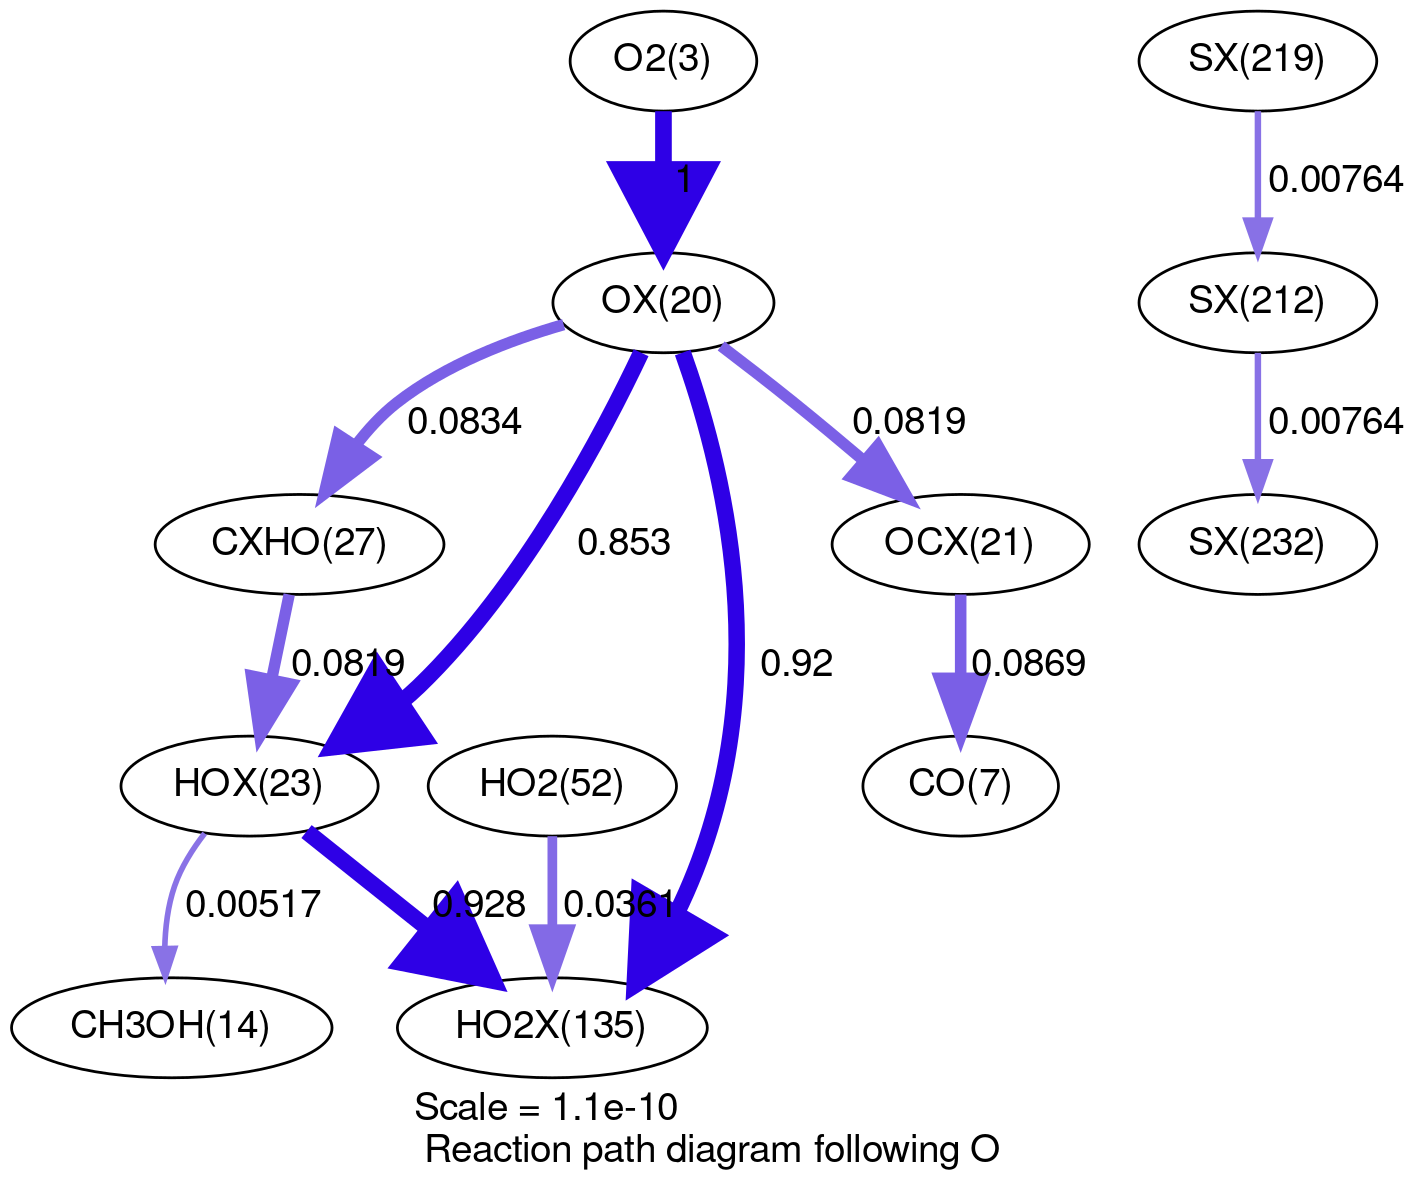 O2(3)
SX(219)
1
0.00764
OX(20)
SX(212)
0.0834
0.0819
0.00764
CXHO(27)
0.853
OCX(21)
SX(232)
0.0819
0.92
0.0869
HOX(23)
HO2(52)
CO(7)
0.00517
0.928
0.0361
CH3OH(14)
HO2X(135)
Scale = 1.1e-10
Reaction path diagram following O